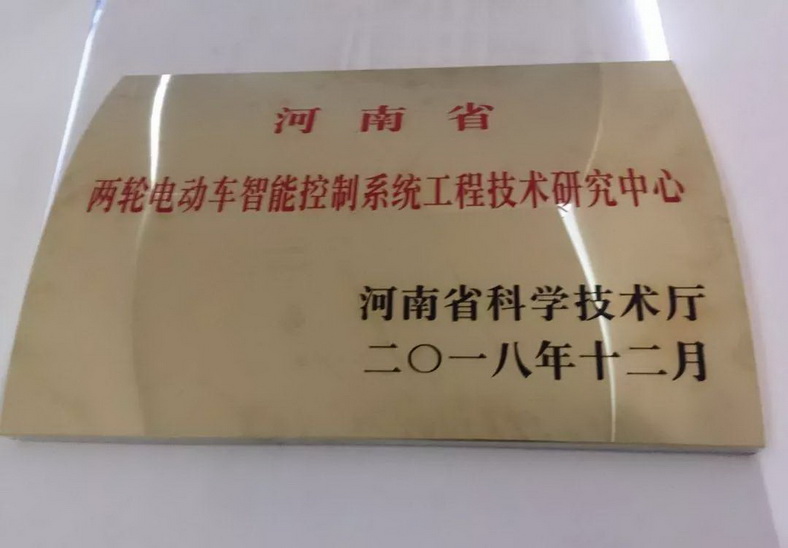 河南省
两轮电动车智能控制系统工程技术研究中心
河南省科学技术厅
二〇一八年十二月